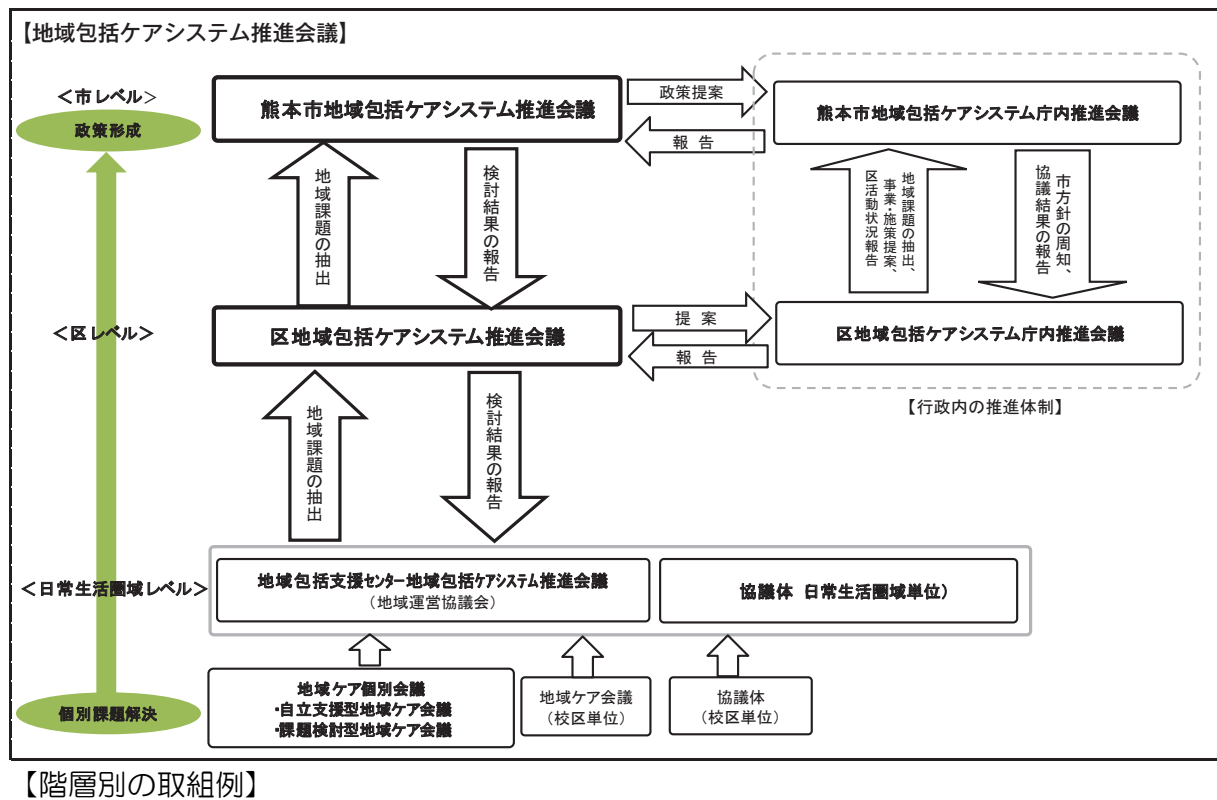 【地域包括ケアシステム推進会議】
＜市レベル＞
政策形成
熊本市地域包括ケアシステム推進会議
政策提案
報 告
熊本市地域包括ケアシステム庁内推進会議
地域課題の抽出
検討結果の報告
地域課題の抽出、
事業・施策提案、
区活動状況報告
市方針の周知、
協議結果の報告
＜区レベル＞
区地域包括ケアシステム推進会議
提 案
報 告
区地域包括ケアシステム庁内推進会議
【行政内の推進体制】
地域課題の抽出
検討結果の報告
＜日常生活圏域レベル＞
地域包括支援センター地域包括ケアシステム推進会議
（地域運営協議会）
協議体 日常生活圏域単位）
個別課題解決
地域ケア個別会議
・自立支援型地域ケア会議
・課題検討型地域ケア会議
地域ケア会議
（校区単位）
協議体
（校区単位）
【階層別の取組例】